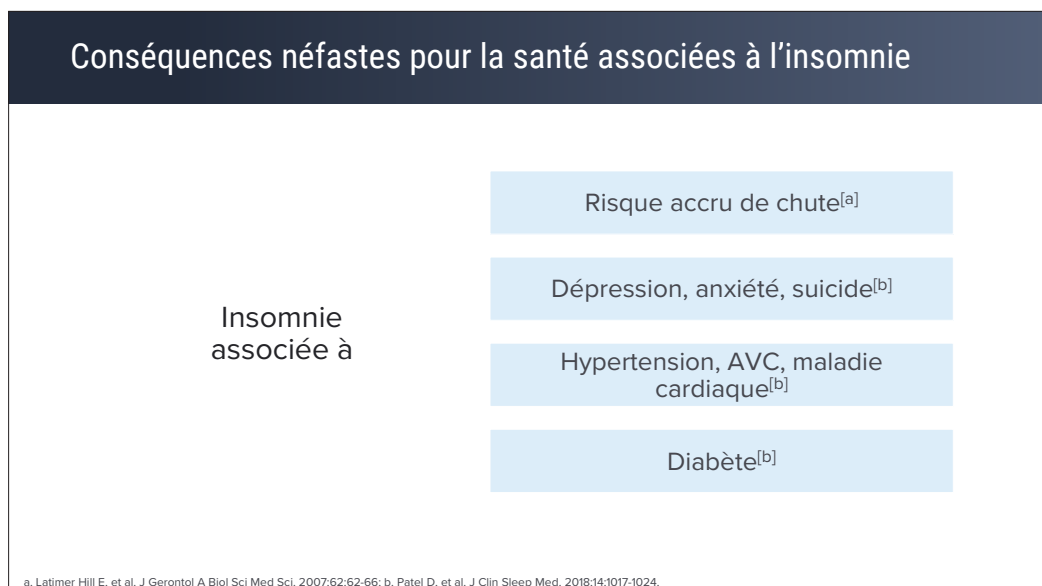 Conséquences néfastes pour la santé associées à l’insomnie
Insomnie
associée à
Risque accru de chute[a]
Dépression, anxiété, suicide[b]
Hypertension, AVC, maladie
cardiaque[b]
Diabète[b]
a. Latimer Hill E, et al. J Gerontol A Biol Sci Med Sci. 2007;62:62-66; b. Patel D, et al. J Clin Sleep Med. 2018;14:1017-1024.